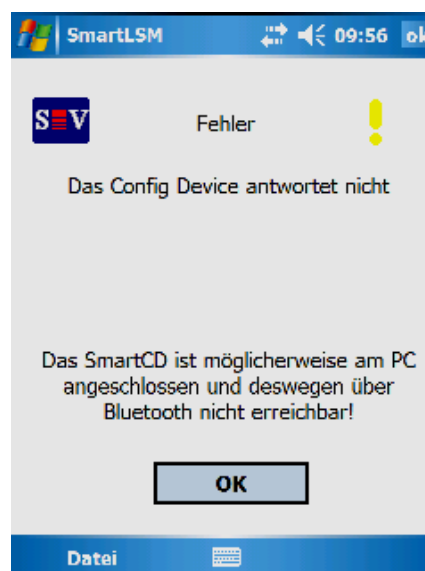 SmartLSM 09:56 ok
S V
Fehler
Das Config Device antwortet nicht
Das SmartCD ist möglicherweise am PC
angeschlossen und deswegen über
Bluetooth nicht erreichbar!
OK
Datei